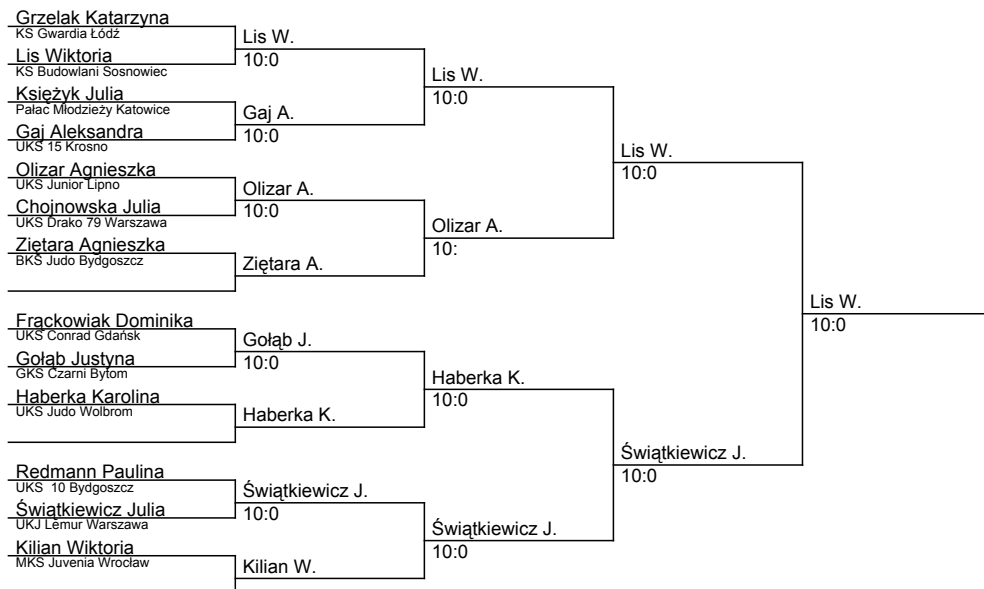 Grzelak Katarzyna
KS Gwardia Łódź
Lis Wiktoria
KS Budowlani Sosnowiec
Księżyk Julia
Pałac Młodzieży Katowice
Gaj Aleksandra
UKS 15 Krosno
Olizar Agnieszka
UKS Junior Lipno
Chojnowska Julia
UKS Drako 79 Warszawa
Ziętara Agnieszka
BKS Judo Bydgoszcz
Frąckowiak Dominika
UKS Conrad Gdańsk
Gołąb Justyna
GKS Czarni Bytom
Haberka Karolina
UKS Judo Wolbrom
Redmann Paulina
UKS 10 Bydgoszcz
Świątkiewicz Julia
UKJ Lemur Warszawa
Kilian Wiktoria
MKS Juvenia Wrocław
Lis W.
10:0
Gaj A.
10:0
Olizar A.
10:0
Ziętara A.
Gołąb J.
10:0
Haberka K.
Świątkiewicz J.
10:0
Kilian W.
Lis W.
10:0
Olizar A.
10:
Haberka K.
10:0
Świątkiewicz J.
10:0
Lis W.
10:0
Świątkiewicz J.
10:0
Lis W.
10:0